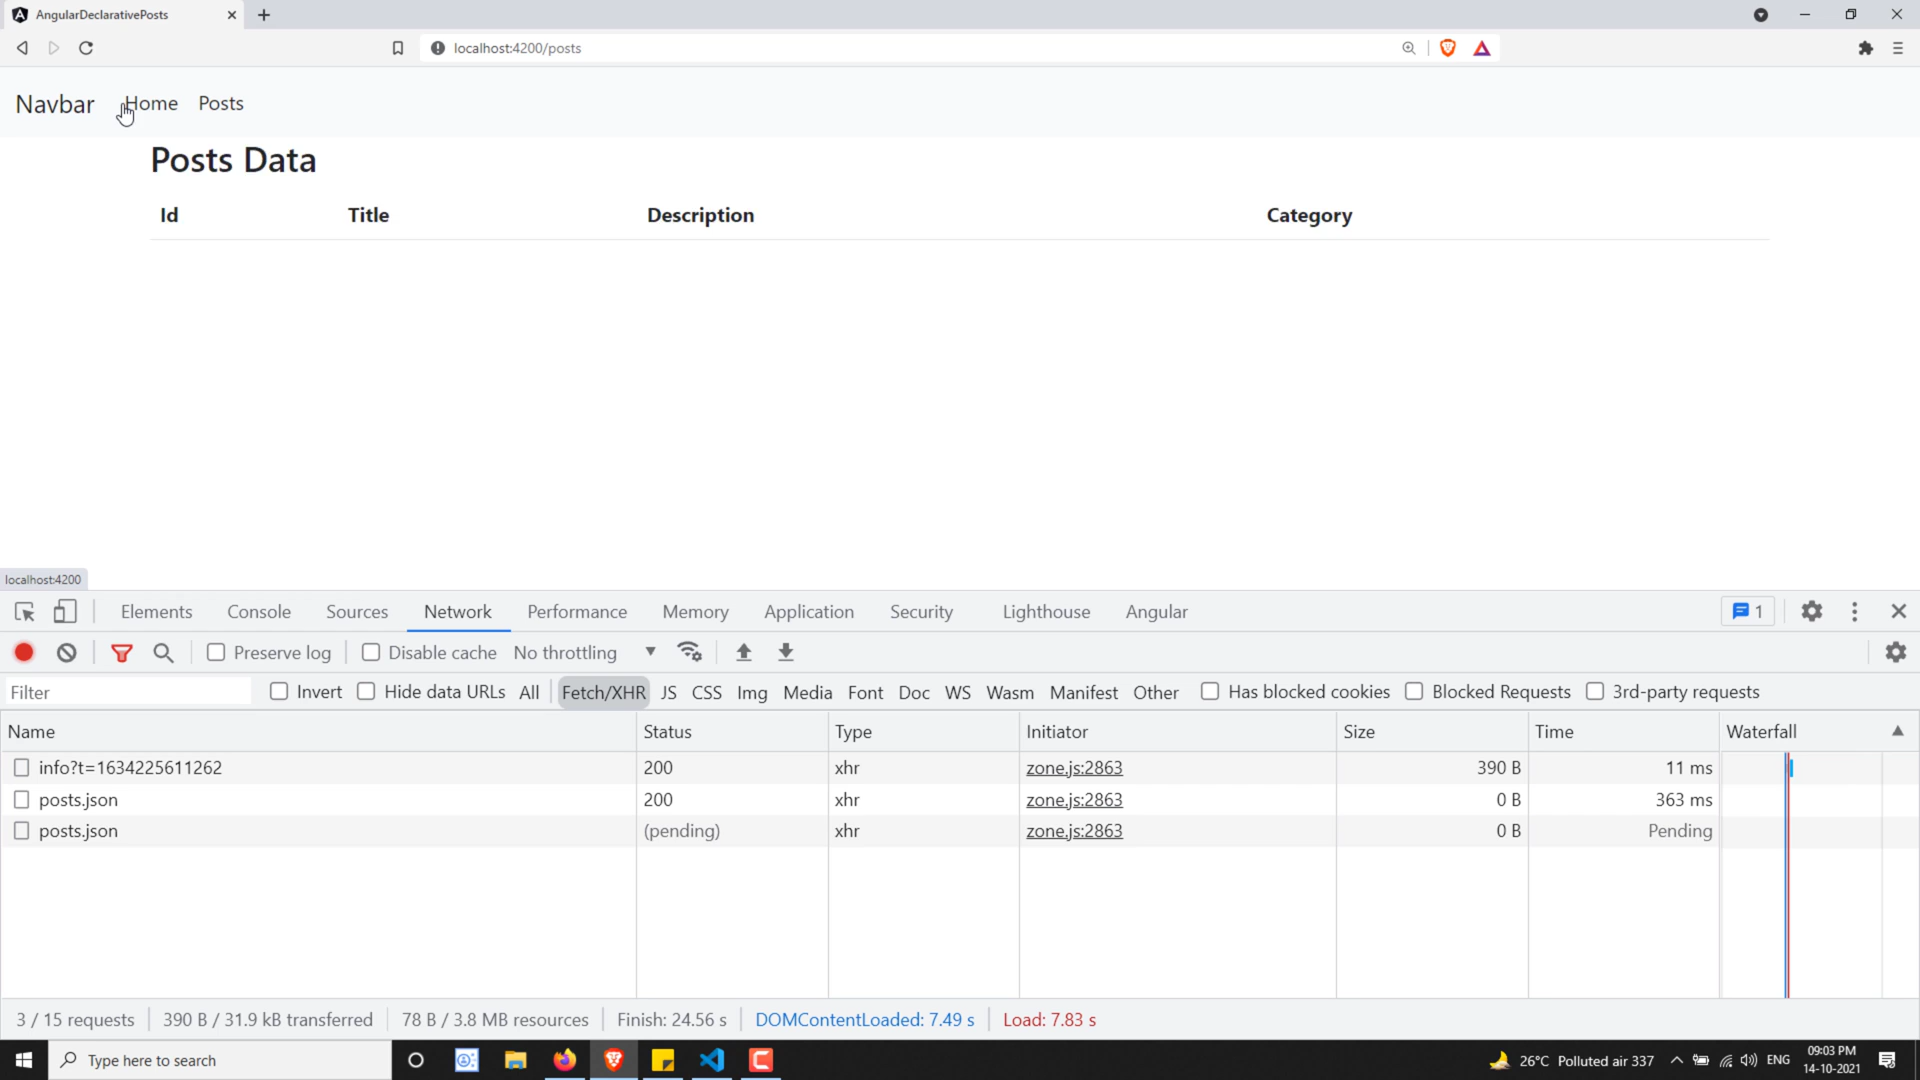 AngularDeclarativePosts
localhost:4200/posts
Navbar Home Posts
Posts Data
Id Title Description Category
localhost:4200
Elements Console Sources Network Performance Memory Application Security Lighthouse Angular 1
Preserve log Disable cache No throttling
Filter Invert Hide data URLs All Fetch/XHR JS CSS Img Media Font Doc WS Wasm Manifest Other Has blocked cookies Blocked Requests 3rd-party requests
Name Status Type Initiator Size Time Waterfall
info?t=1634225611262 200 xhr zone.js:2863 390 B 11 ms
posts.json 200 xhr zone.js:2863 0 B 363 ms
posts.json (pending) xhr zone.js:2863 0 B Pending
3 / 15 requests 390 B / 31.9 kB transferred 78 B / 3.8 MB resources Finish: 24.56 s DOMContentLoaded: 7.49 s Load: 7.83 s
Type here to search 26°C Polluted air 337 ENG 09:03 PM
14-10-2021